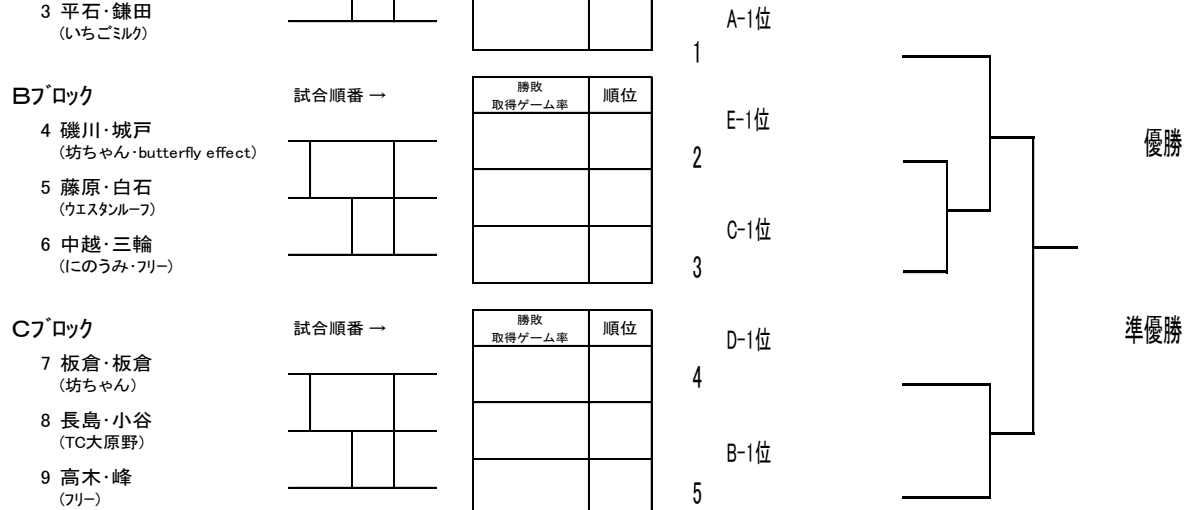 3 平石・鎌田
(いちごミルク)
A-1位
1
Bブロック
試合順番 →
勝敗
取得ゲーム率
順位
E-1位
優勝
4 磯川・城戸
(坊ちゃん・butterfly effect)
2
5 藤原・白石
(ウエスタンルーフ)
C-1位
6 中越・三輪
(にのうみ・フリー)
3
Cブロック
試合順番 →
勝敗
取得ゲーム率
順位
D-1位
準優勝
7 板倉・板倉
(坊ちゃん)
4
8 長島・小谷
(TC大原野)
B-1位
9 高木・峰
(フリー)
5